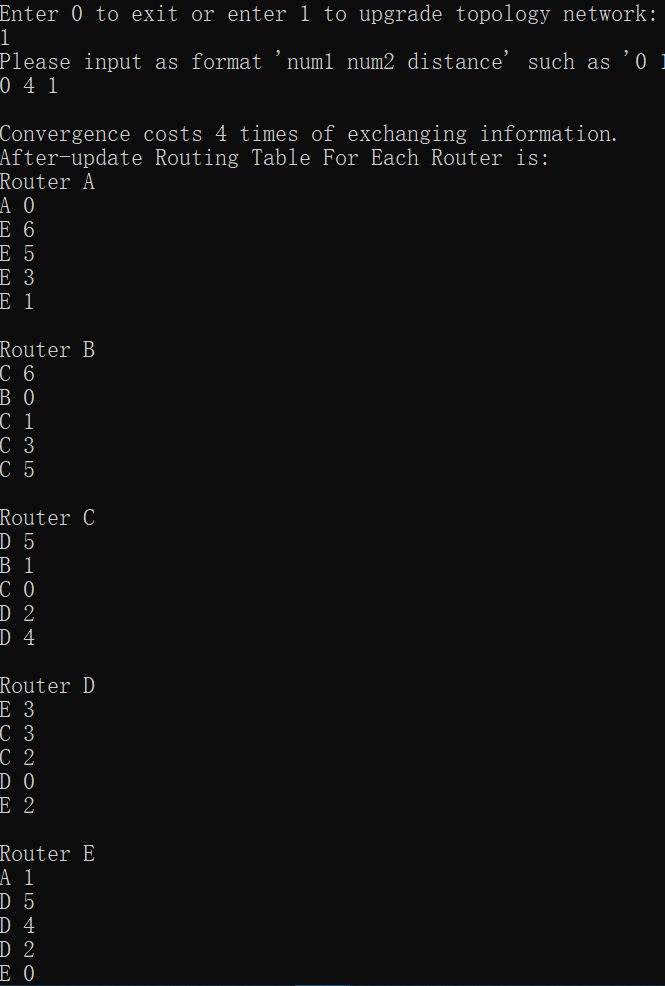 Enter 0 to exit or enter 1 to upgrade topology network:
1
Please input as format 'num1 num2 distance' such as '0 1
0 4 1
Convergence costs 4 times of exchanging information.
After-update Routing Table For Each Router is:
Router A
A 0
E 6
E 5
E 3
E 1
Router B
C 6
B 0
C 1
C 3
C 5
Router C
D 5
B 1
C 0
D 2
D 4
Router D
E 3
C 3
C 2
D 0
E 2
Router E
A 1
D 5
D 4
D 2
E 0